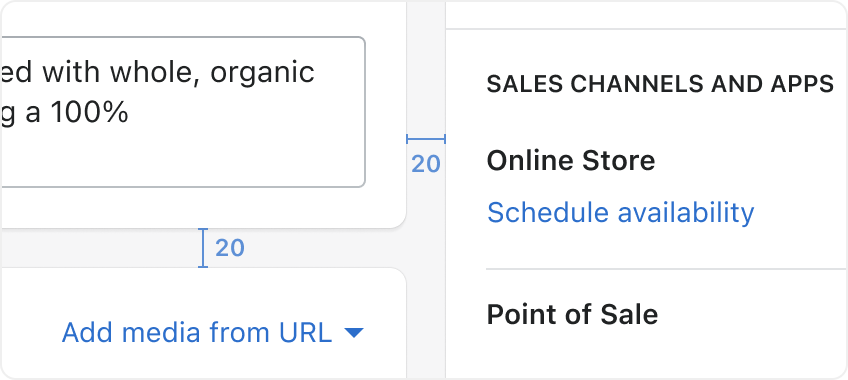 ed with whole, organic
g a 100%
20
20
Add media from URL
SALES CHANNELS AND APPS
Online Store
Schedule availability
Point of Sale